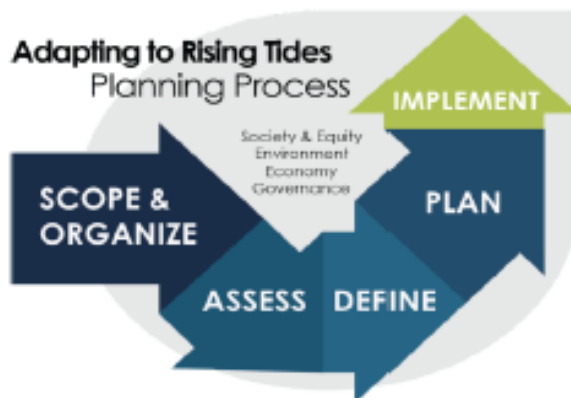 Adapting to Rising Tides
Planning Process
Society & Equity
Environment
Economy
Governance
SCOPE &
ORGANIZE
ASSESS
DEFINE
PLAN
IMPLEMENT